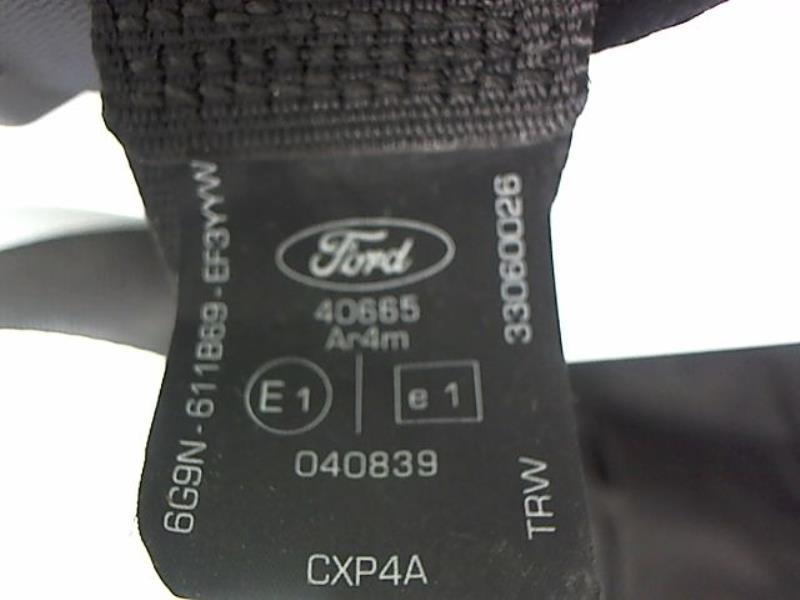 6G9N-611B69-EF3YYW
Ford
40665
Ar4m
E1
e1
040839
33060026
TRW
CXP4A